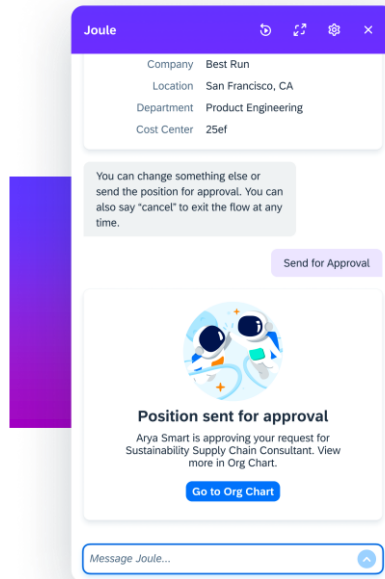 Joule
Company Best Run
Location San Francisco, CA
Department Product Engineering
Cost Center 25ef
You can change something else or
send the position for approval. You can
also say “cancel” to exit the flow at any
time.
Send for Approval
Position sent for approval
Arya Smart is approving your request for
Sustainability Supply Chain Consultant. View
more in Org Chart.
Go to Org Chart
Message Joule...